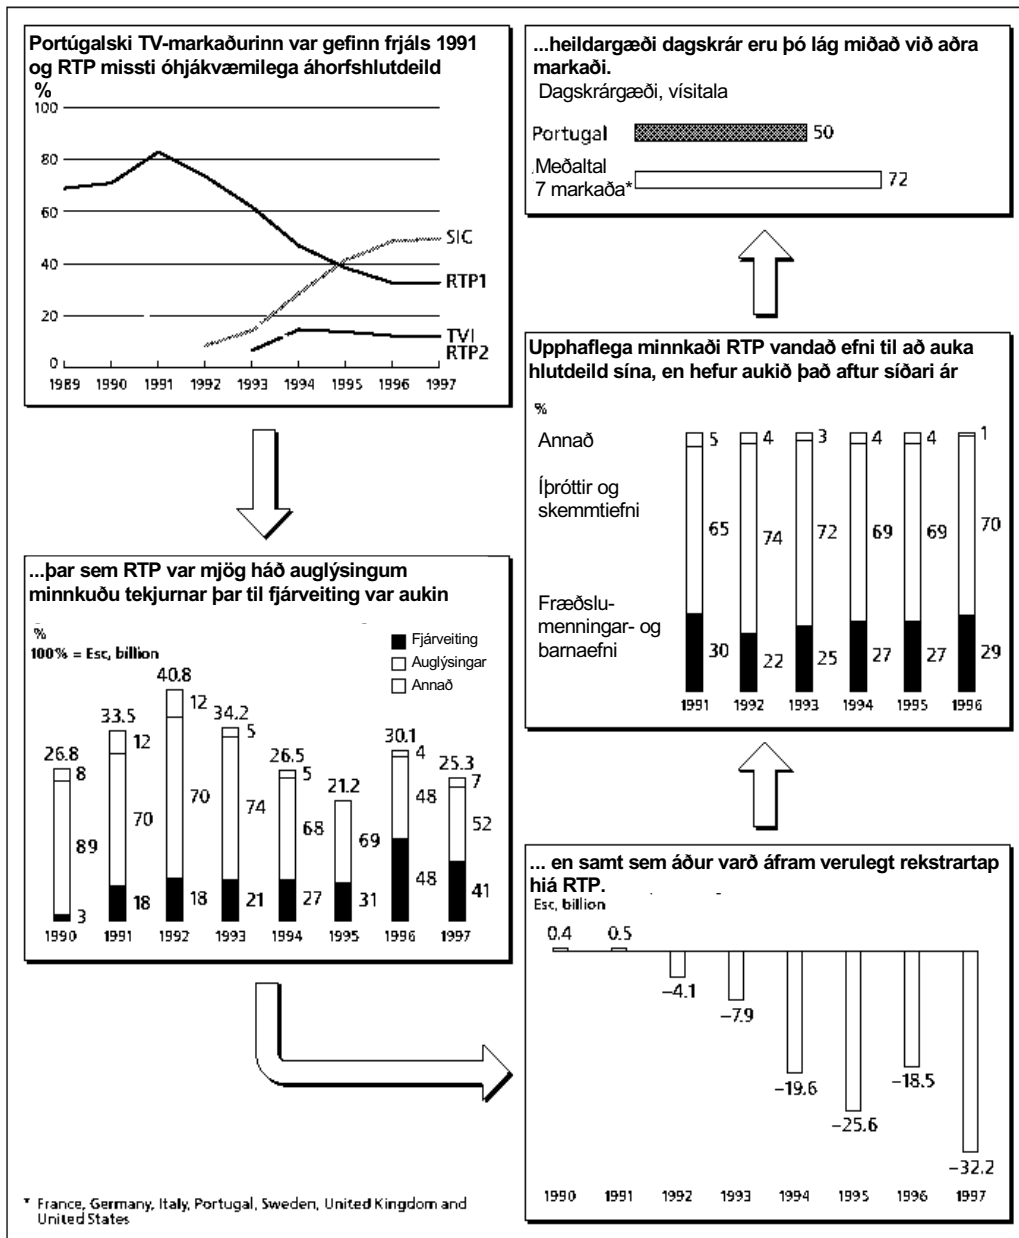 Portúgalski TV-markaðurinn var gefinn frjáls 1991
og RTP missti óhjákvæmilega áhorfshlutdeild
%
100
80
60
40
20
0
SIC
RTP1
TVI
RTP2
1989 1990 1991 1992 1993 1994 1995 1996 1997
...þar sem RTP var mjög háð auglýsingum
minnkuðu tekjurnar þar til fjárveiting var aukin
%
100% = Esc, billion
Fjárveiting
Auglýsingar
Annað
26.8 33.5 40.8 34.2 26.5 21.2 30.1 25.3
8 12 12 5 5 4 7
89 70 70 74 68 69 48 52
3 18 18 21 27 31 48 41
1990 1991 1992 1993 1994 1995 1996 1997
... en samt sem áður varð áfram verulegt rekstrartap
hiá RTP.
Esc, billion
0.4 0.5 −4.1 −7.9 −19.6 −25.6 −18.5 −32.2
1990 1991 1992 1993 1994 1995 1996 1997
Upphaflega minnkaði RTP vandað efni til að auka
hlutdeild sína, en hefur aukið það aftur síðari ár
%
Annað
5 4 3 4 4 1
Íþróttir og
skemmtiefni
65 74 72 69 69 70
Fræðslu-
menningar- og
barnaefni
30 22 25 27 27 29
1991 1992 1993 1994 1995 1996
...heildargæði dagskrár eru þó lág miðað við aðra
markaði.
Dagskrárgæði, vísitala
Portugal 50
Meðaltal
7 markaða* 72
* France, Germany, Italy, Portugal, Sweden, United Kingdom and
United States